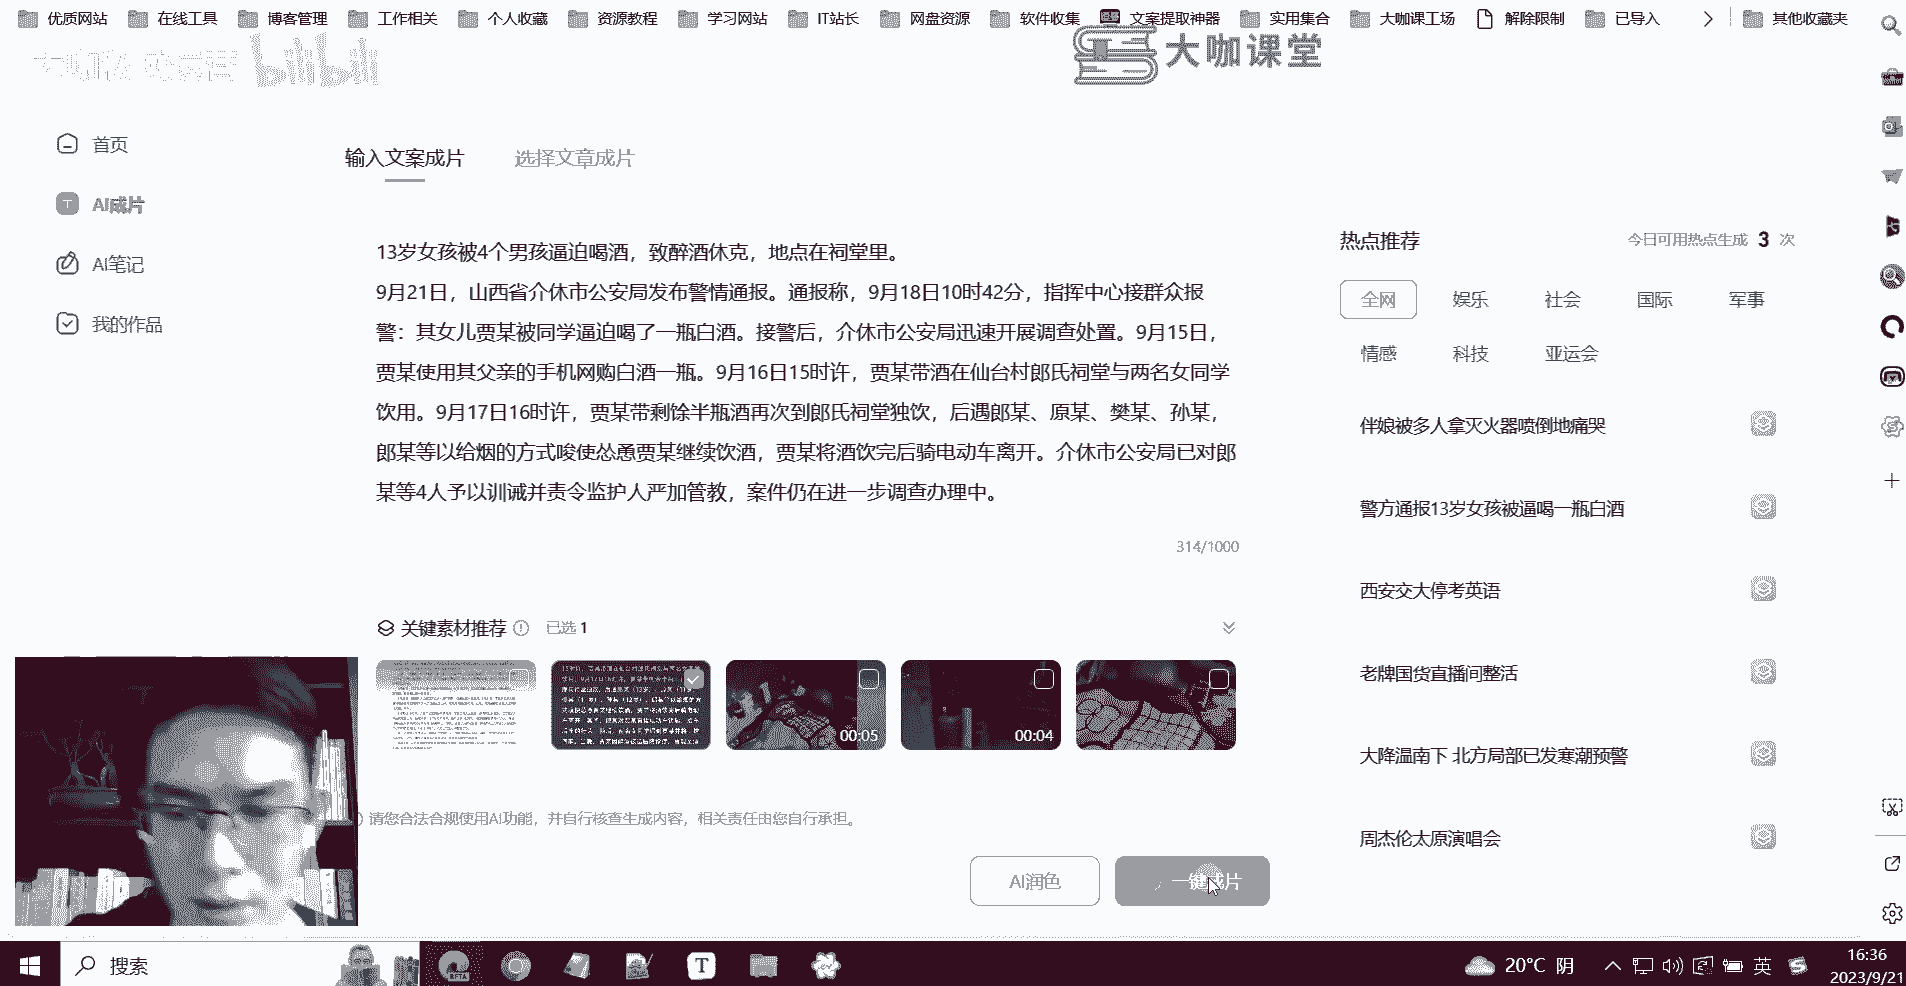 优质网站 在线工具 博客管理 工作相关 个人收藏 资源教程 学习网站 IT站长 网盘资源 软件收集 文案提取神器 实用集合 大咖课工场 解除限制 已导入 其他收藏夹
bilibili
大咖课堂
首页
AI成片
AI笔记
我的作品
输入文案成片 选择文章成片
13岁女孩被4个男孩逼迫喝酒，致醉酒休克，地点在祠堂里。
9月21日，山西省介休市公安局发布警情通报。通报称，9月18日10时42分，指挥中心接群众报
警：其女儿贾某被同学逼迫喝了一瓶白酒。接警后，介休市公安局迅速开展调查处置。9月15日，
贾某使用其父亲的手机网购白酒一瓶。9月16日15时许，贾某带酒在仙台村郎氏祠堂与两名女同学
饮用。9月17日16时许，贾某带剩馀半瓶酒再次到郎氏祠堂独饮，后遇郎某、原某、樊某、孙某，
郎某等以给烟的方式唆使怂恿贾某继续饮酒，贾某将酒饮完后骑电动车离开。介休市公安局已对郎
某等4人予以训诫并责令监护人严加管教，案件仍在进一步调查办理中。
314/1000
关键素材推荐 已选 1
00:05
00:04
请您合法合规使用AI功能，并自行核查生成内容，相关责任由您自行承担。
AI润色
一键成片
热点推荐 今日可用热点生成 3 次
全网 娱乐 社会 国际 军事
情感 科技 亚运会
伴娘被多人拿灭火器喷倒地痛哭
警方通报13岁女孩被逼喝一瓶白酒
西安交大停考英语
老牌国货直播间整活
大降温南下 北方局部已发寒潮预警
周杰伦太原演唱会
搜索
20°C 阴
英
16:36
2023/9/21